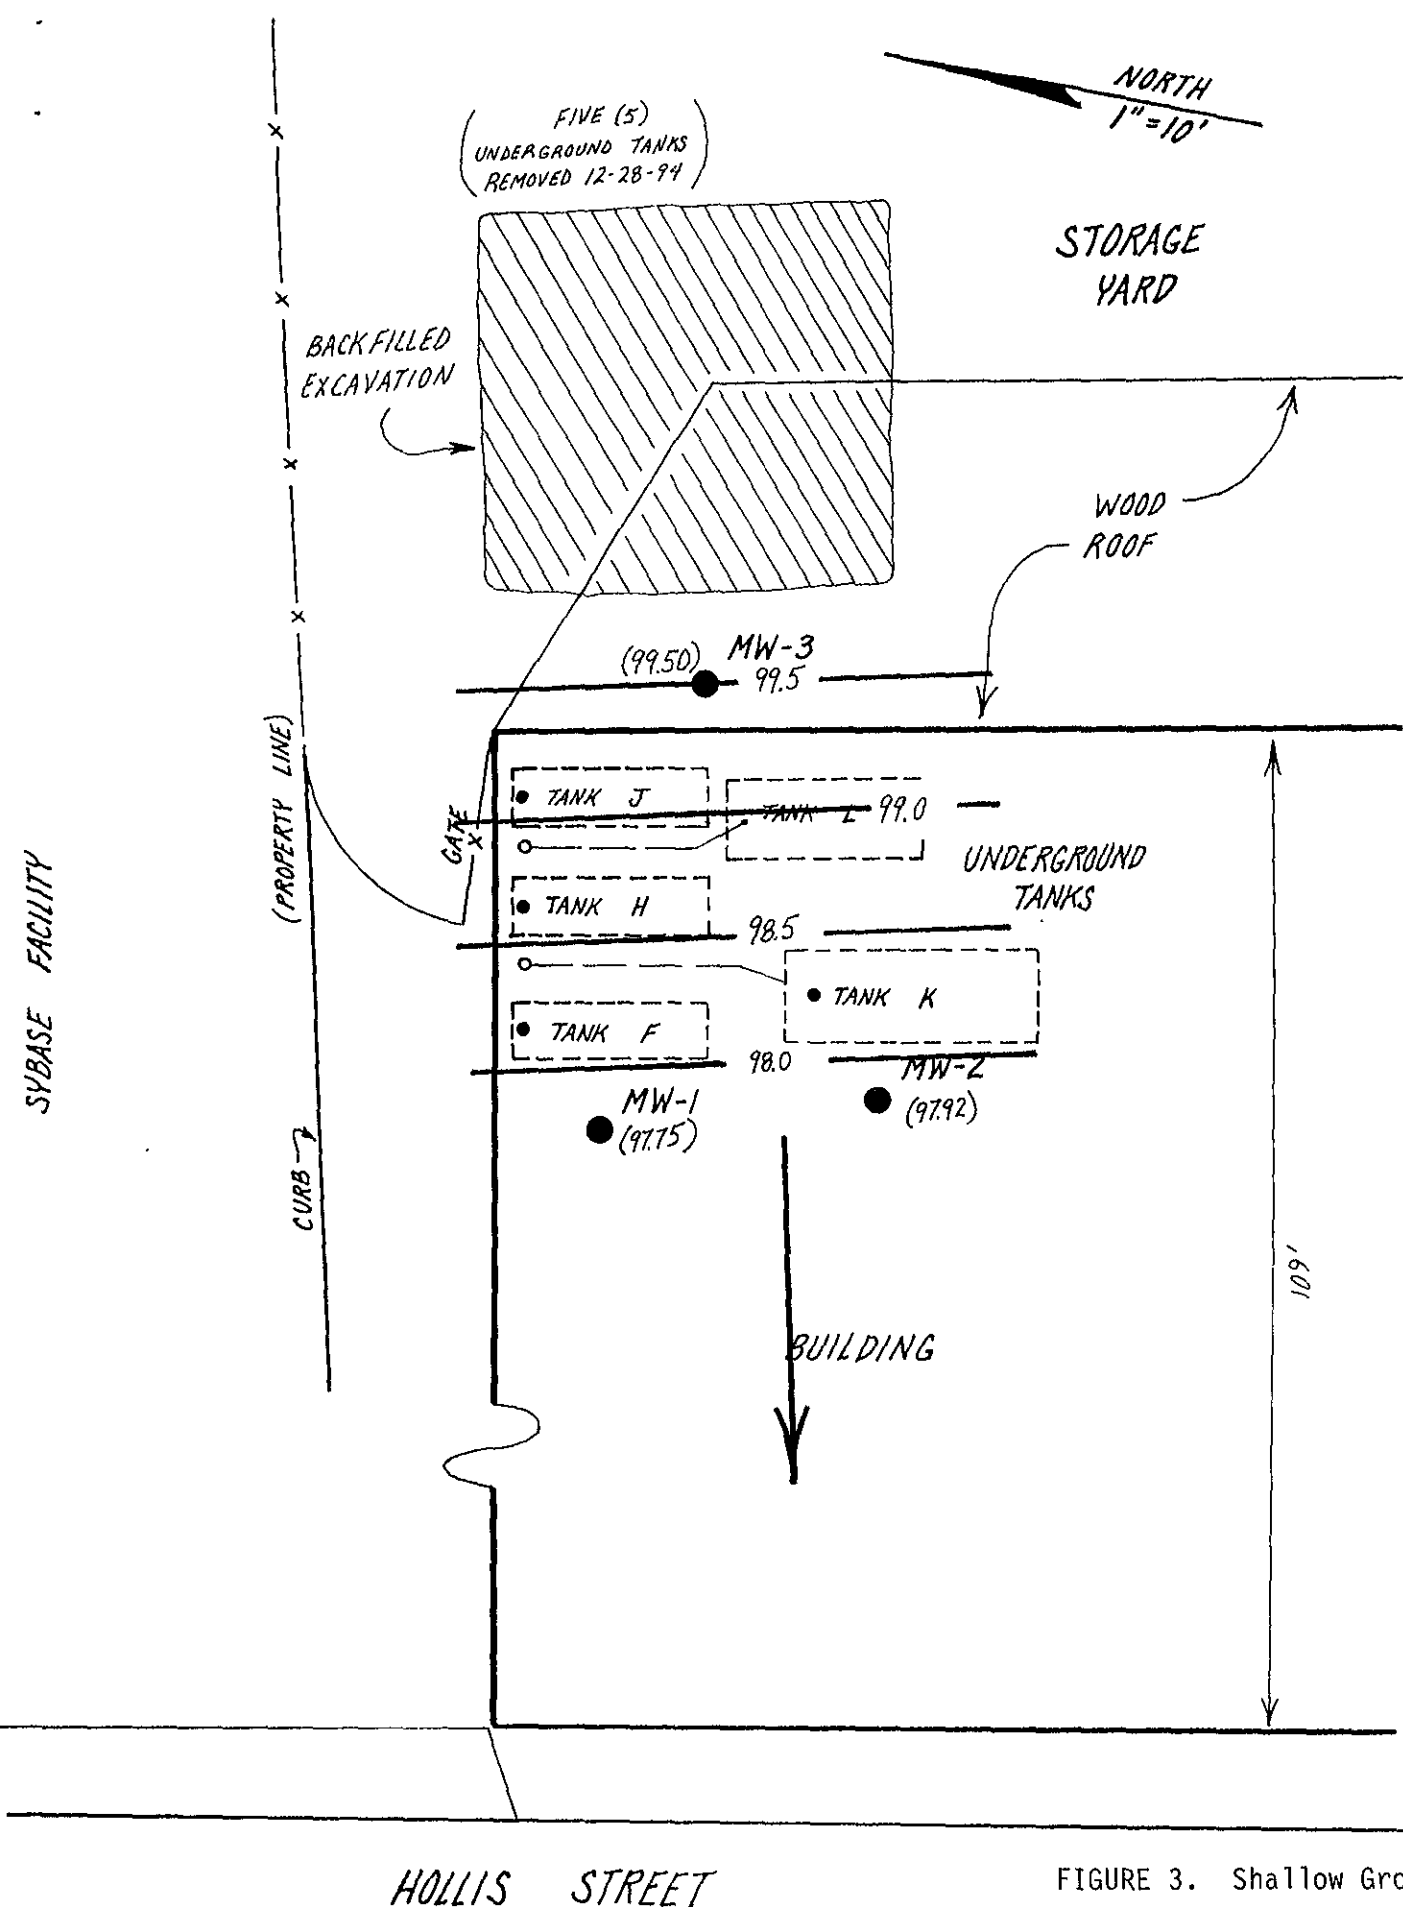 NORTH
1"=10'
FIVE (5)
UNDERGROUND TANKS
REMOVED 12-28-94
STORAGE
YARD
BACKFILLED
EXCAVATION
WOOD
ROOF
(99.50) MW-3
99.5
(PROPERTY LINE)
GATE
TANK J
TANK L 99.0
UNDERGROUND
TANKS
TANK H
98.5
TANK K
TANK F
98.0
MW-2
(97.92)
MW-1
(97.75)
SYBASE FACILITY
CURB
BUILDING
109'
HOLLIS STREET
FIGURE 3. Shallow Gro
x
x
x
x
x